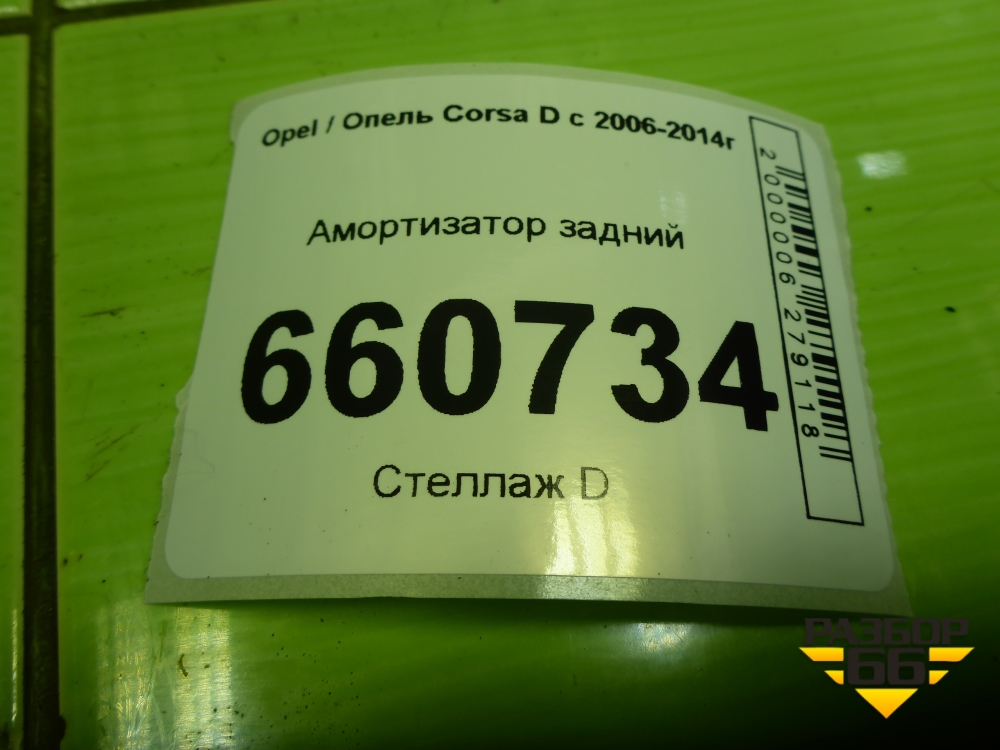 Opel / Опель Corsa D с 2006-2014г
Амортизатор задний
660734
Стеллаж D
2000006279118
РАЗБОР
66